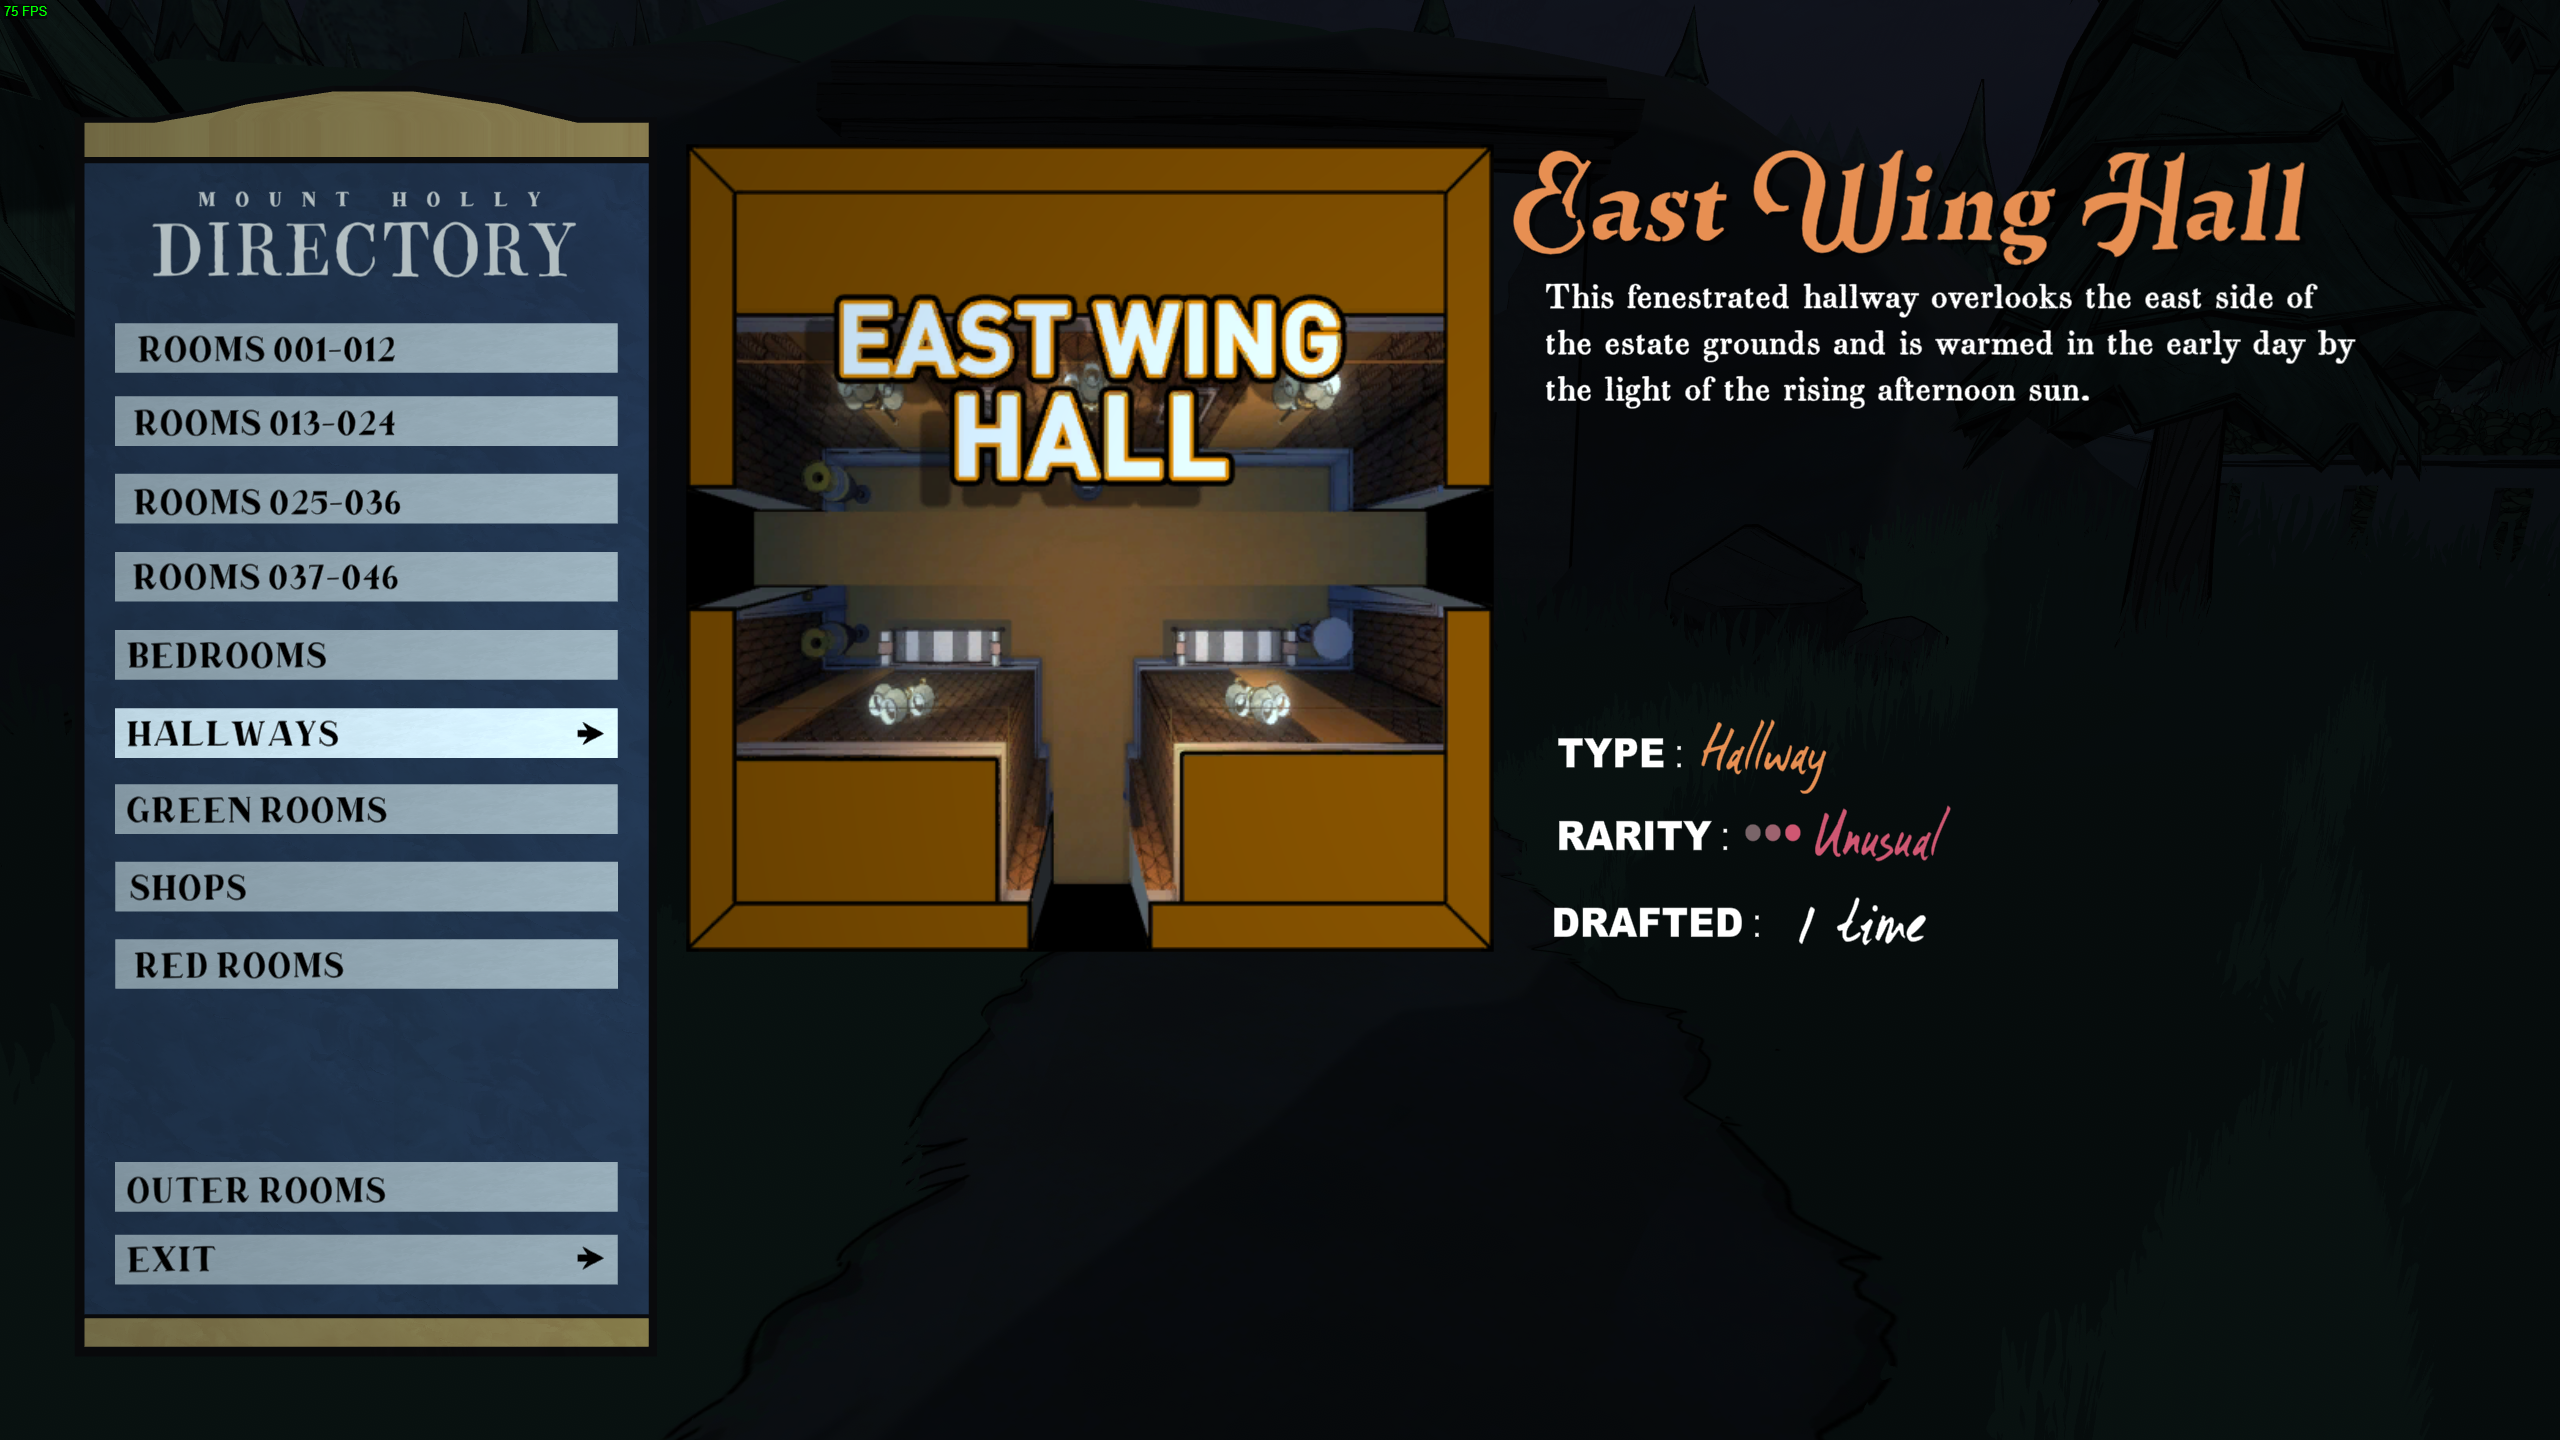 75 FPS
MOUNT HOLLY
DIRECTORY
ROOMS 001-012
ROOMS 013-024
ROOMS 025-036
ROOMS 037-046
BEDROOMS
HALLWAYS
GREEN ROOMS
SHOPS
RED ROOMS
OUTER ROOMS
EXIT
EAST WING
HALL
East Wing Hall
This fenestrated hallway overlooks the east side of
the estate grounds and is warmed in the early day by
the light of the rising afternoon sun.
TYPE : Hallway
RARITY : Unusual
DRAFTED : 1 time